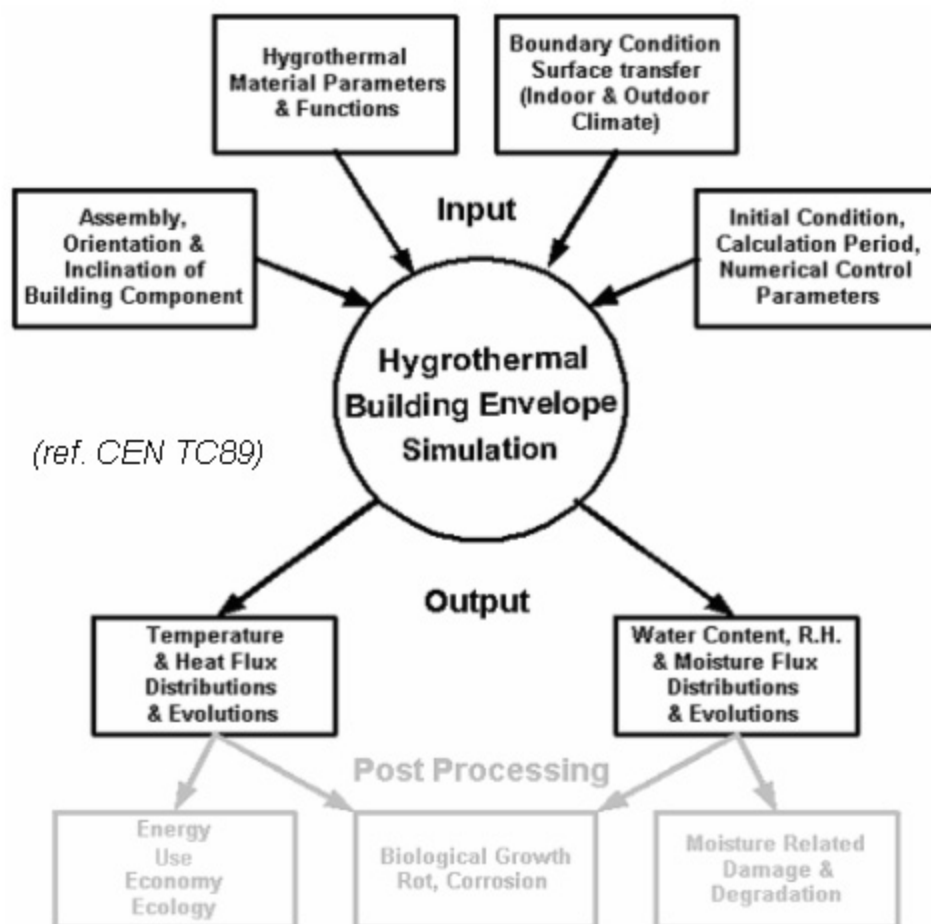 Hygrothermal
Material Parameters
& Functions
Boundary Condition
Surface transfer
(Indoor & Outdoor
Climate)
Assembly,
Orientation &
Inclination of
Building Component
Input
Initial Condition,
Calculation Period,
Numerical Control
Parameters
Hygrothermal
Building Envelope
Simulation
(ref. CEN TC89)
Output
Temperature
& Heat Flux
Distributions
& Evolutions
Water Content, R.H.
& Moisture Flux
Distributions
& Evolutions
Post Processing
Energy
Use
Economy
Ecology
Biological Growth
Rot, Corrosion
Moisture Related
Damage &
Degradation